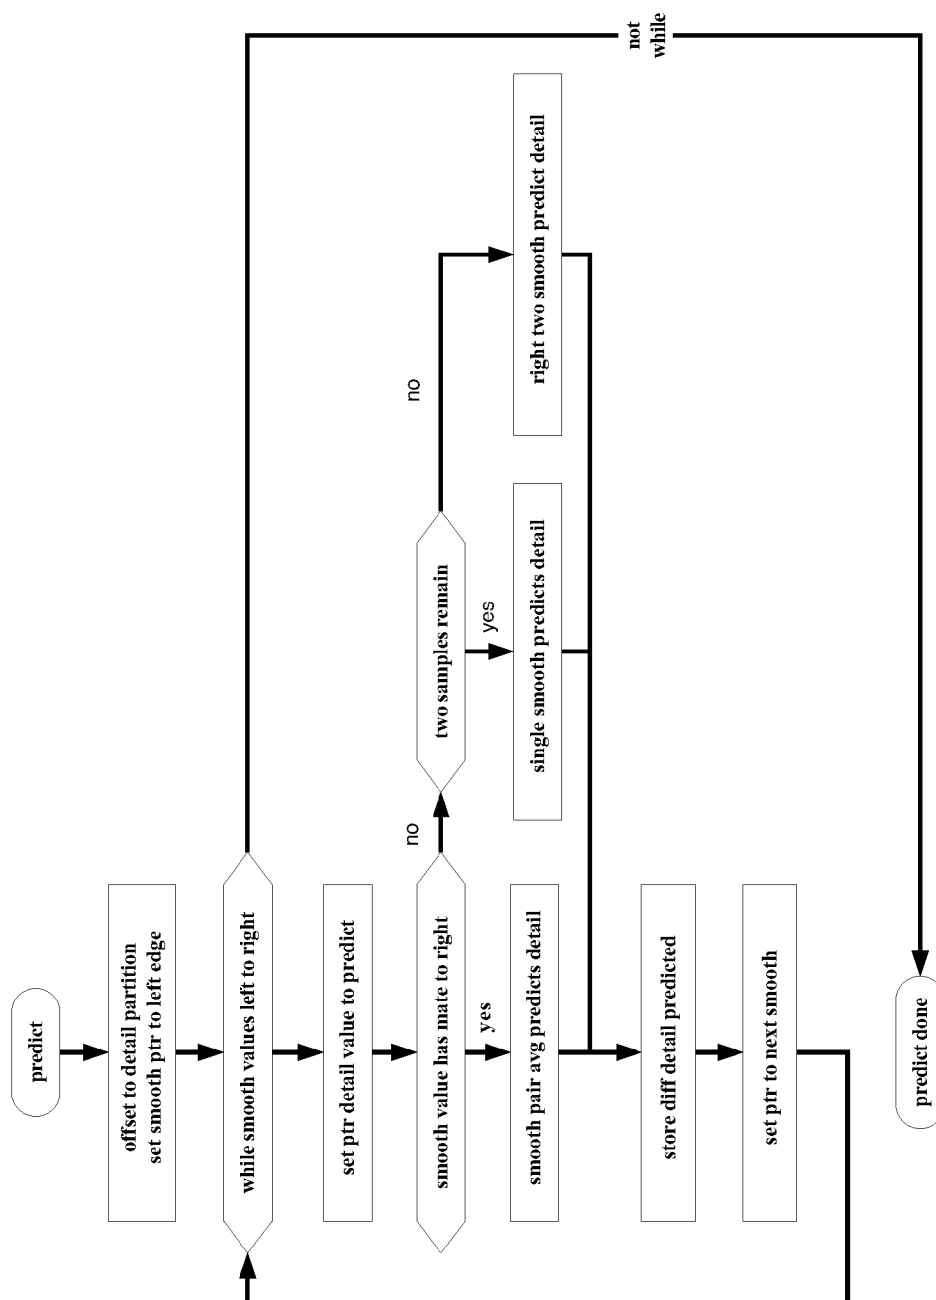 predict
offset to detail partition
set smooth ptr to left edge
while smooth values left to right
not
while
set ptr detail value to predict
smooth value has mate to right
no
two samples remain
no
yes
yes
smooth pair avg predicts detail
single smooth predicts detail
right two smooth predict detail
store diff detail predicted
set ptr to next smooth
predict done